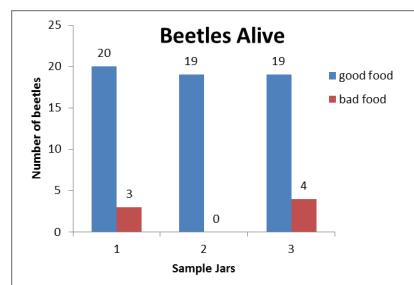 Beetles Alive
25
20
15
10
5
0
Number of beetles
20
3
19
0
19
4
1 2 3
Sample Jars
good food
bad food